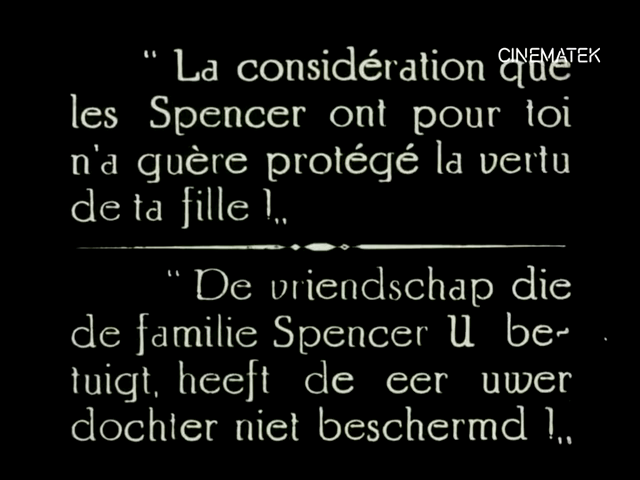 CINEMATEK
" La considération que
les Spencer ont pour toi
n'a guère protégé la vertu
de ta fille !„
" De vriendschap die
de familie Spencer U be-
tuigt, heeft de eer uwer
dochter niet beschermd !„